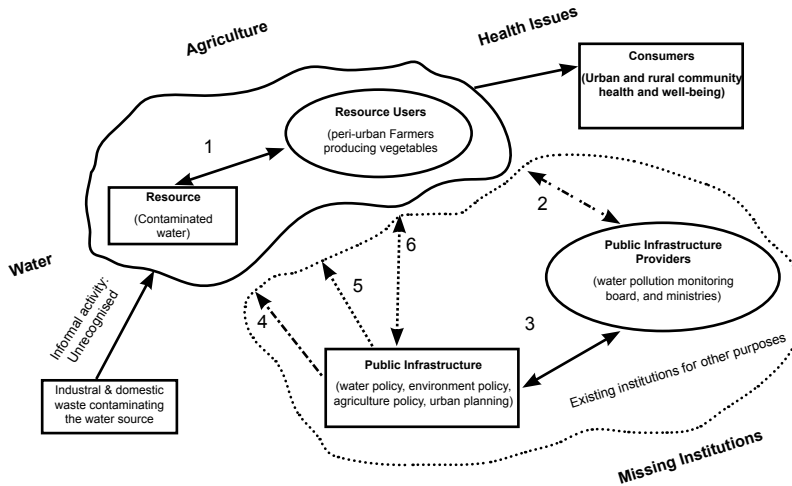 Agriculture
Health Issues
Consumers
(Urban and rural community
health and well-being)
Resource Users
(peri-urban Farmers
producing vegetables
1
Resource
(Contaminated
water)
2
Water
6
Public Infrastructure
Providers
(water pollution monitoring
board, and ministries)
Informal activity:
Unrecognised
5
4
3
Public Infrastructure
(water policy, environment policy,
agriculture policy, urban planning)
Existing institutions for other purposes
Industral & domestic
waste contaminating
the water source
Missing Institutions